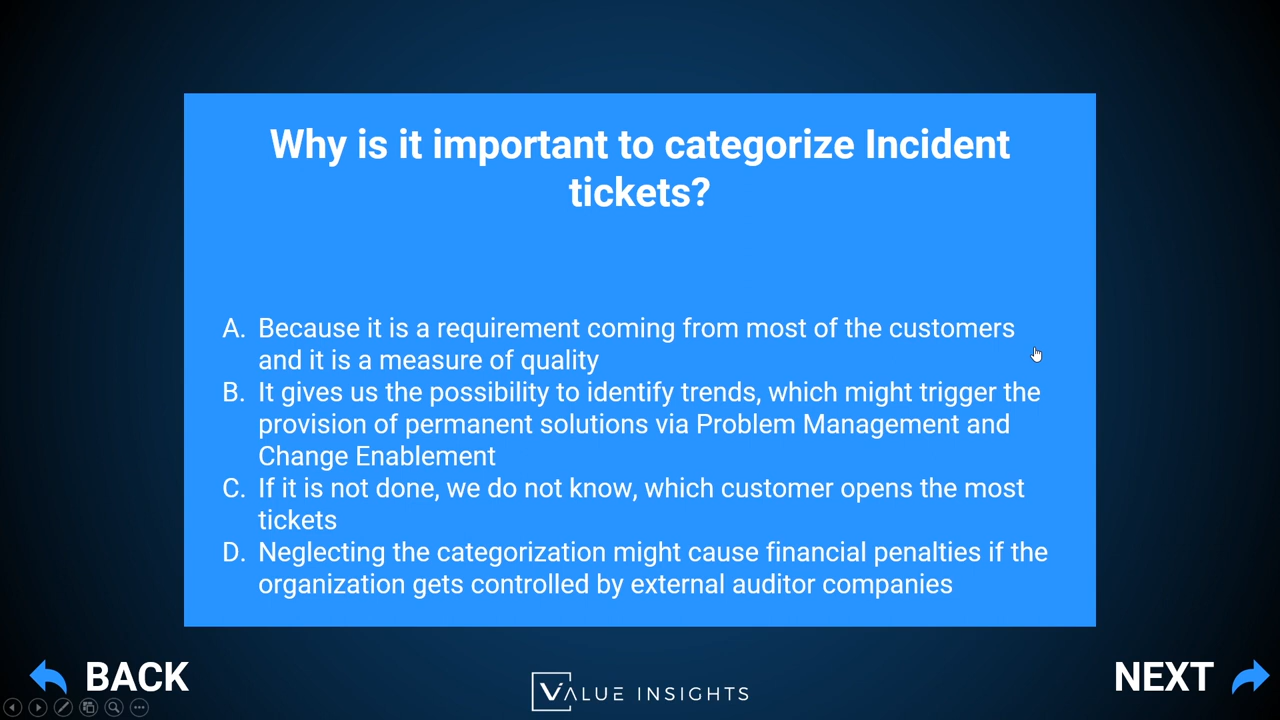 Why is it important to categorize Incident
tickets?
A. Because it is a requirement coming from most of the customers
and it is a measure of quality
B. It gives us the possibility to identify trends, which might trigger the
provision of permanent solutions via Problem Management and
Change Enablement
C. If it is not done, we do not know, which customer opens the most
tickets
D. Neglecting the categorization might cause financial penalties if the
organization gets controlled by external auditor companies
BACK
VALUE INSIGHTS
NEXT